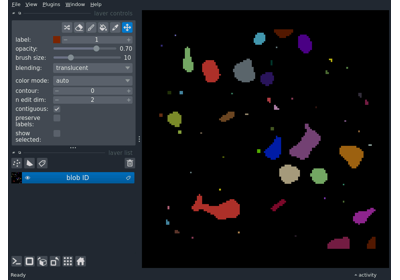 File View Plugins Window Help
layer controls
label: 1
opacity: 0.70
brush size: 10
blending: translucent
color mode: auto
contour: 0
n edit dim: 2
contiguous:
preserve labels:
show selected:
layer list
blob ID
Ready
activity